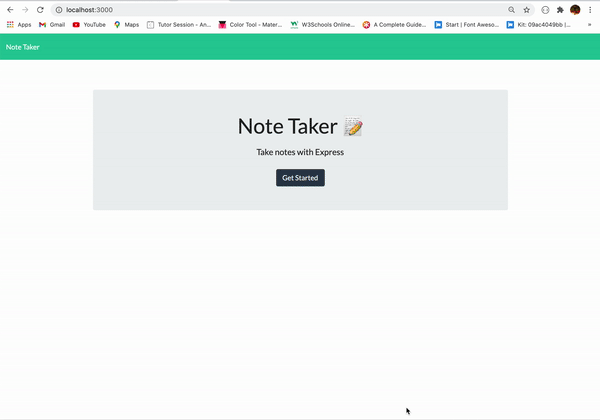 localhost:3000
Apps Gmail YouTube Maps Tutor Session - An... Color Tool - Mater... W3Schools Online... A Complete Guide... Start | Font Aweso... Kit: 09ac4049bb |... »
Note Taker
Note Taker 📝
Take notes with Express
Get Started